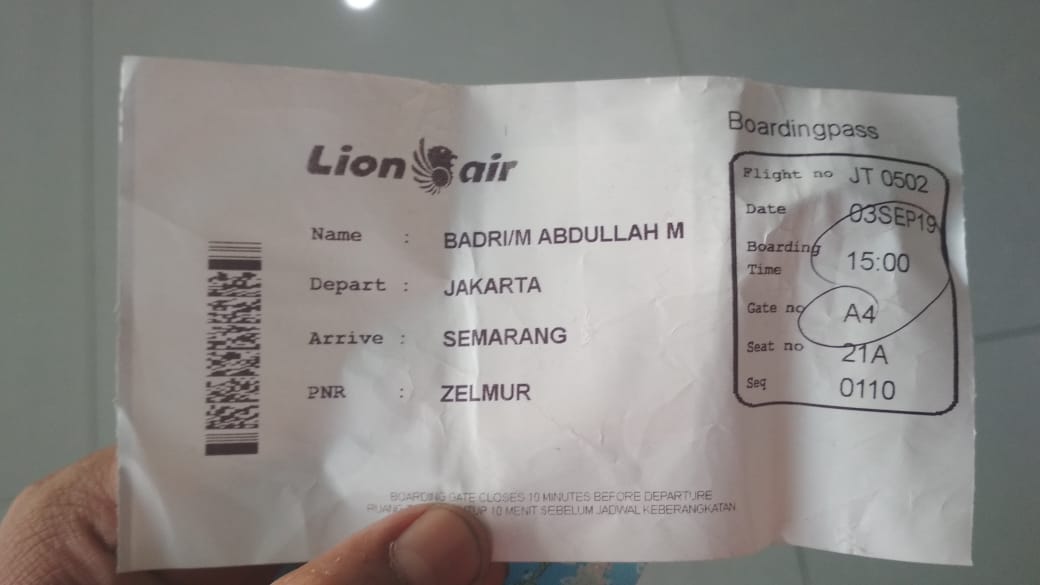 Boardingpass
Lion air
Name : BADRI/M ABDULLAH M
Depart : JAKARTA
Arrive : SEMARANG
PNR : ZELMUR
Flight no JT 0502
Date 03SEP19
Boarding Time 15:00
Gate no A4
Seat no 21A
Seq 0110
BOARDING GATE CLOSES 10 MINUTES BEFORE DEPARTURE
10 MENIT SEBELUM JADWAL KEBERANGKATAN